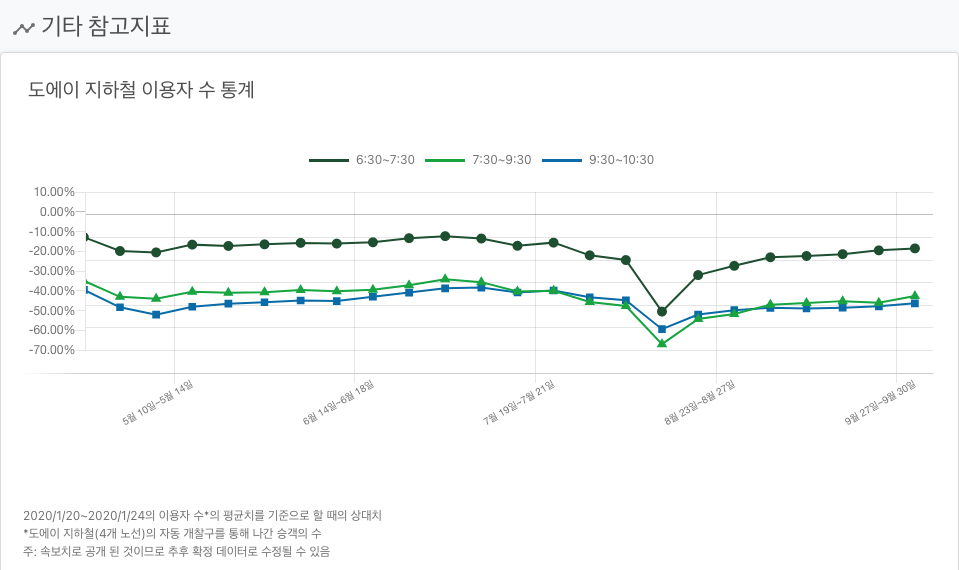 기타 참고지표
도에이 지하철 이용자 수 통계
6:30~7:30 7:30~9:30 9:30~10:30
10.00%
0.00%
-10.00%
-20.00%
-30.00%
-40.00%
-50.00%
-60.00%
-70.00%
5월 10일~5월 14일
6월 14일~6월 18일
7월 19일~7월 21일
8월 23일~8월 27일
9월 27일~9월 30일
2020/1/20~2020/1/24의 이용자 수*의 평균치를 기준으로 할 때의 상대치
*도에이 지하철(4개 노선)의 자동 개찰구를 통해 나간 승객의 수
주: 속보치로 공개 된 것이므로 추후 확정 데이터로 수정될 수 있음